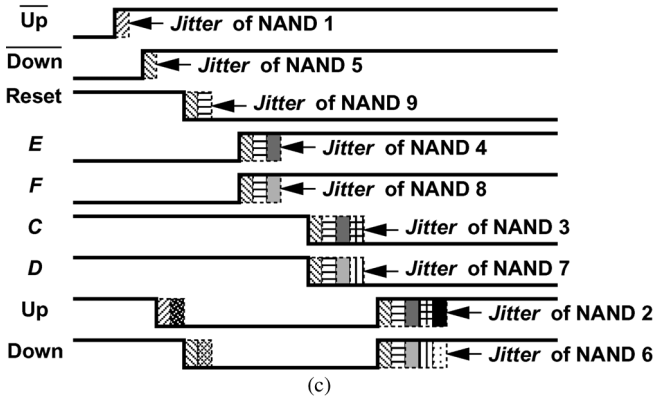 Up Jitter of NAND 1
Down Jitter of NAND 5
Reset Jitter of NAND 9
E Jitter of NAND 4
F Jitter of NAND 8
C Jitter of NAND 3
D Jitter of NAND 7
Up Jitter of NAND 2
Down Jitter of NAND 6
(c)